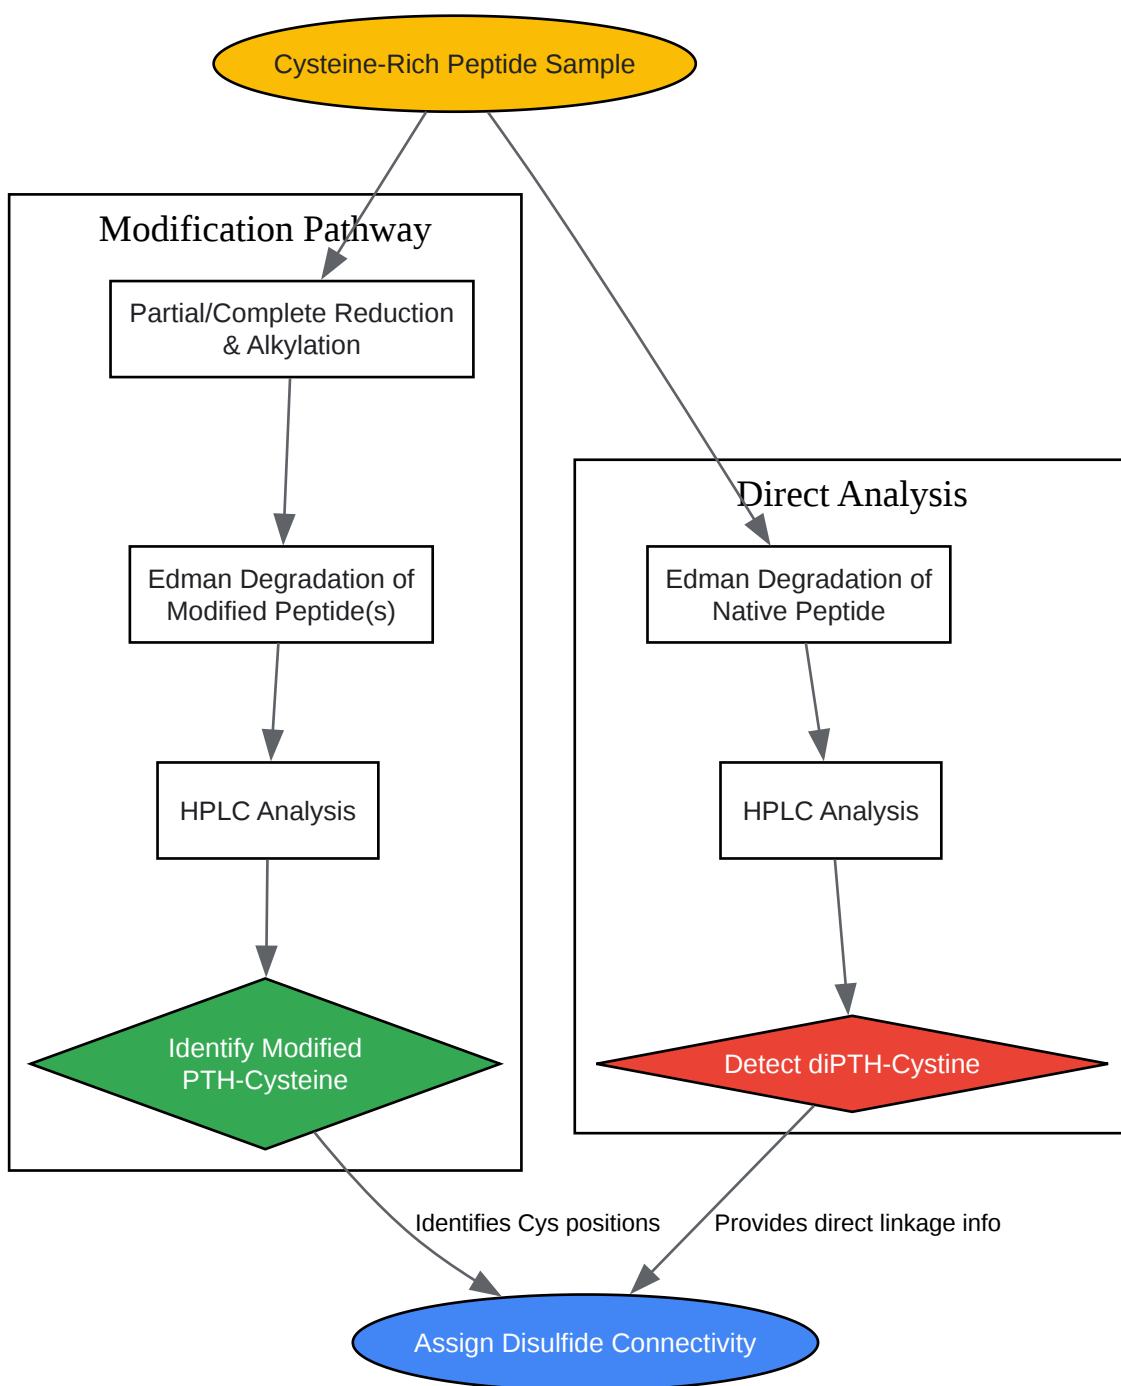 Cysteine-Rich Peptide Sample
Modification Pathway
Partial/Complete Reduction
& Alkylation
Edman Degradation of
Modified Peptide(s)
HPLC Analysis
Identify Modified
PTH-Cysteine
Direct Analysis
Edman Degradation of
Native Peptide
HPLC Analysis
Detect diPTH-Cystine
Identifies Cys positions
Provides direct linkage info
Assign Disulfide Connectivity